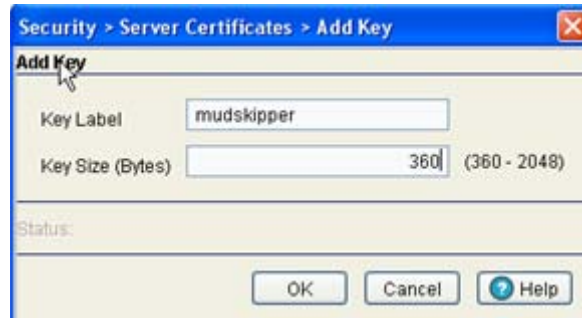 Security > Server Certificates > Add Key
Add Key
Key Label mudskipper
Key Size (Bytes) 360 (360 - 2048)
Status:
OK Cancel ? Help